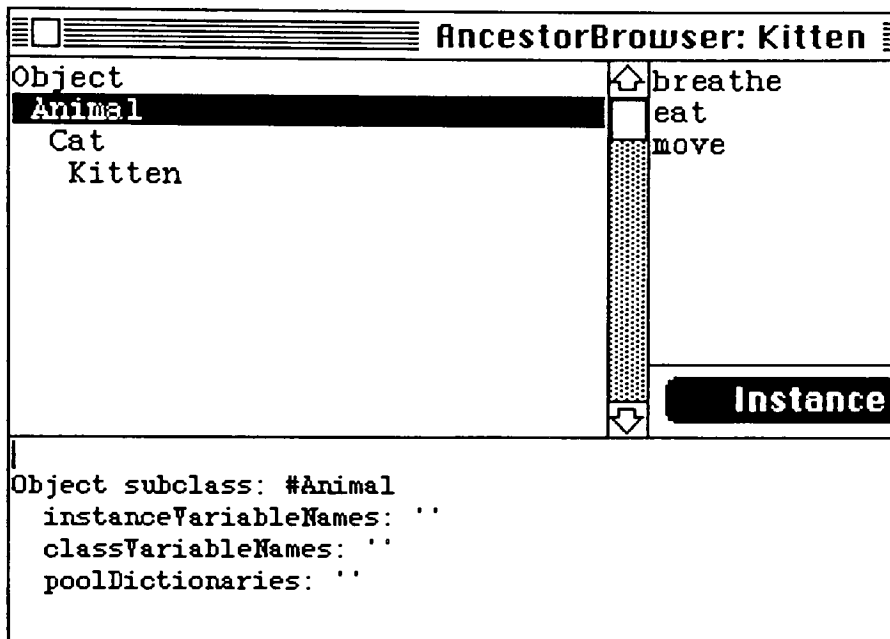 AncestorBrowser: Kitten
Object
Animal
Cat
Kitten
breathe
eat
move
Instance
Object subclass: #Animal
instanceVariableNames: ''
classVariableNames: ''
poolDictionaries: ''